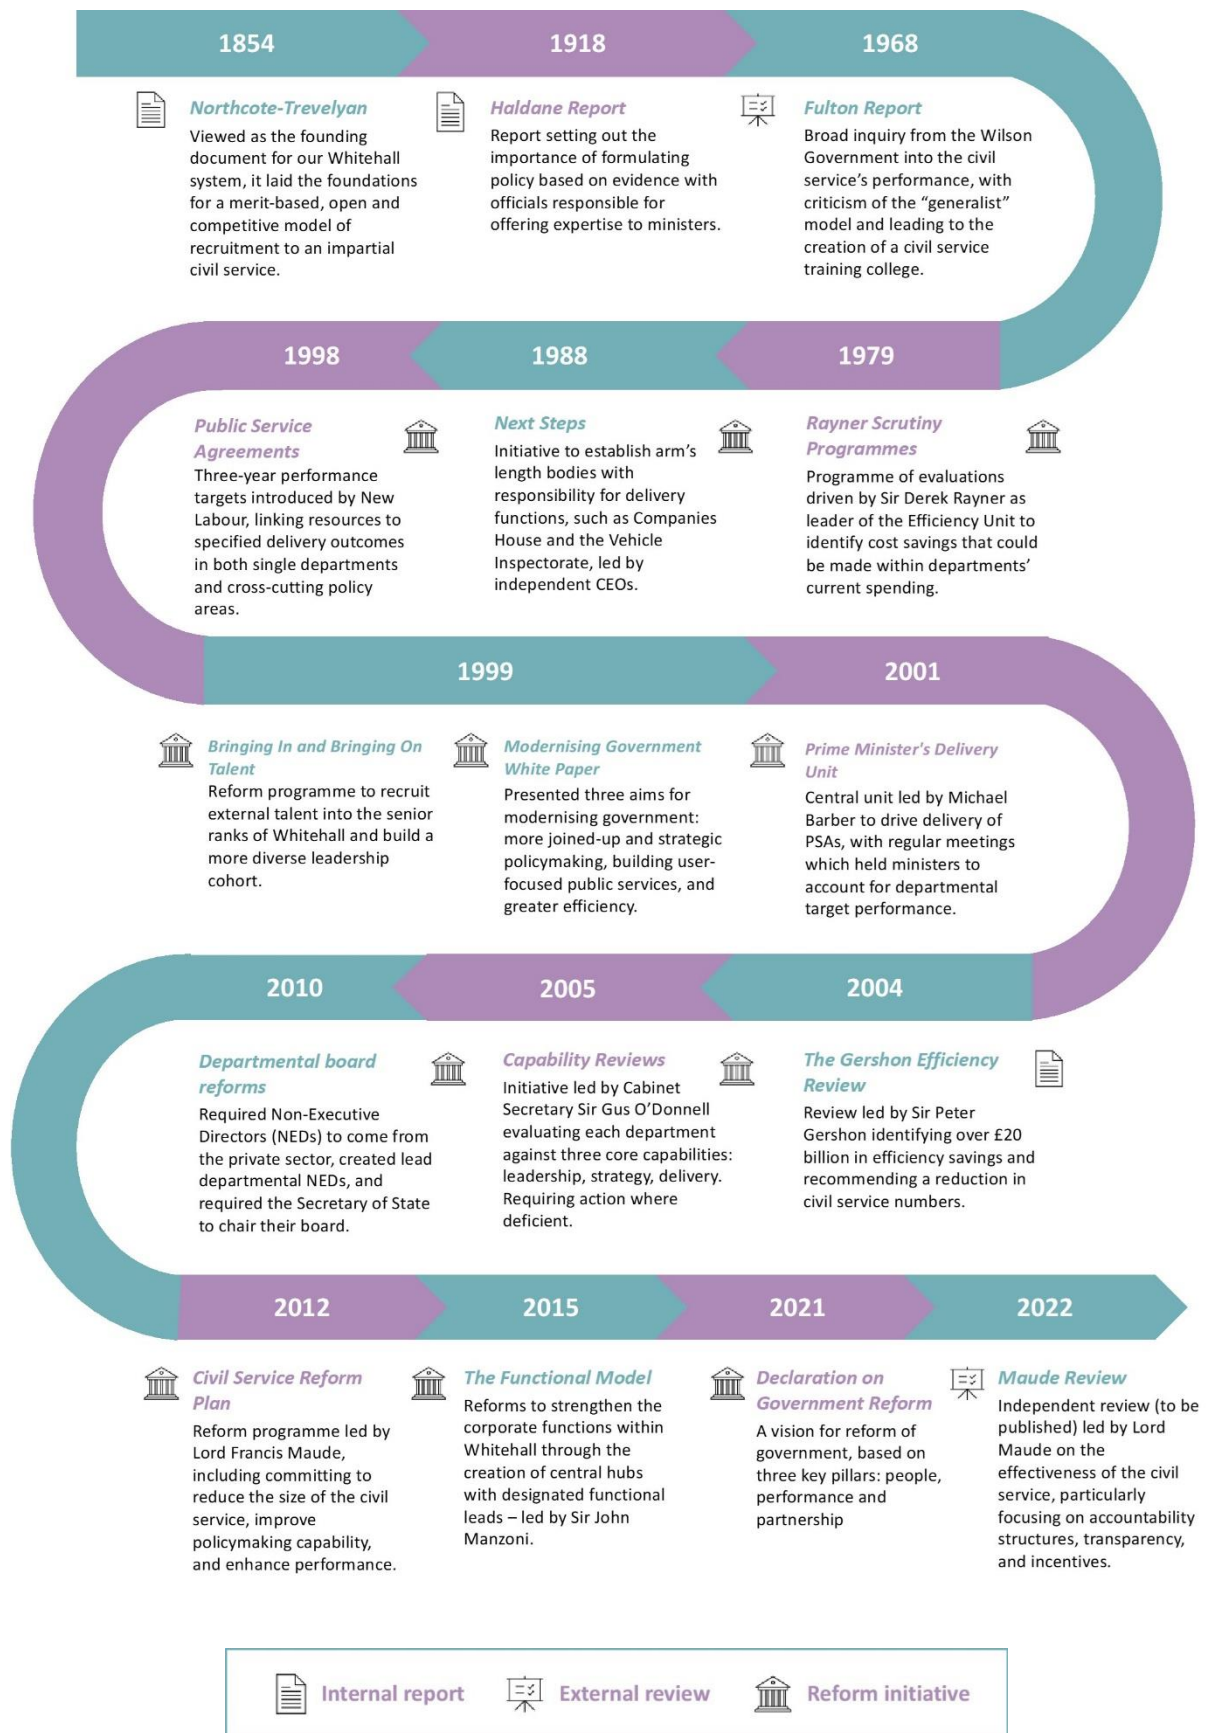 1854
1918
1968
Northcote-Trevelyan
Viewed as the founding
document for our Whitehall
system, it laid the foundations
for a merit-based, open and
competitive model of
recruitment to an impartial
civil service.
Haldane Report
Report setting out the
importance of formulating
policy based on evidence with
officials responsible for
offering expertise to ministers.
Fulton Report
Broad inquiry from the Wilson
Government into the civil
service's performance, with
criticism of the "generalist"
model and leading to the
creation of a civil service
training college.
1998
1988
1979
Public Service
Agreements
Three-year performance
targets introduced by New
Labour, linking resources to
specified delivery outcomes
in both single departments
and cross-cutting policy
areas.
Next Steps
Initiative to establish arm's
length bodies with
responsibility for delivery
functions, such as Companies
House and the Vehicle
Inspectorate, led by
independent CEOs.
Rayner Scrutiny
Programmes
Programme of evaluations
driven by Sir Derek Rayner as
leader of the Efficiency Unit to
identify cost savings that could
be made within departments'
current spending.
1999
2001
Bringing In and Bringing On
Talent
Reform programme to recruit
external talent into the senior
ranks of Whitehall and build a
more diverse leadership
cohort.
Modernising Government
White Paper
Presented three aims for
modernising government:
more joined-up and strategic
policymaking, building user-
focused public services, and
greater efficiency.
Prime Minister's Delivery
Unit
Central unit led by Michael
Barber to drive delivery of
PSAs, with regular meetings
which held ministers to
account for departmental
target performance.
2010
2005
2004
Departmental board
reforms
Required Non-Executive
Directors (NEDs) to come from
the private sector, created lead
departmental NEDs, and
required the Secretary of State
to chair their board.
Capability Reviews
Initiative led by Cabinet
Secretary Sir Gus O'Donnell
evaluating each department
against three core capabilities:
leadership, strategy, delivery.
Requiring action where
deficient.
The Gershon Efficiency
Review
Review led by Sir Peter
Gershon identifying over £20
billion in efficiency savings and
recommending a reduction in
civil service numbers.
2012
2015
2021
2022
Civil Service Reform
Plan
Reform programme led by
Lord Francis Maude,
including committing to
reduce the size of the civil
service, improve
policymaking capability,
and enhance performance.
The Functional Model
Reforms to strengthen the
corporate functions within
Whitehall through the
creation of central hubs
with designated functional
leads – led by Sir John
Manzoni.
Declaration on
Government Reform
A vision for reform of
government, based on
three key pillars: people,
performance and
partnership
Maude Review
Independent review (to be
published) led by Lord
Maude on the
effectiveness of the civil
service, particularly
focusing on accountability
structures, transparency,
and incentives.
Internal report
External review
Reform initiative